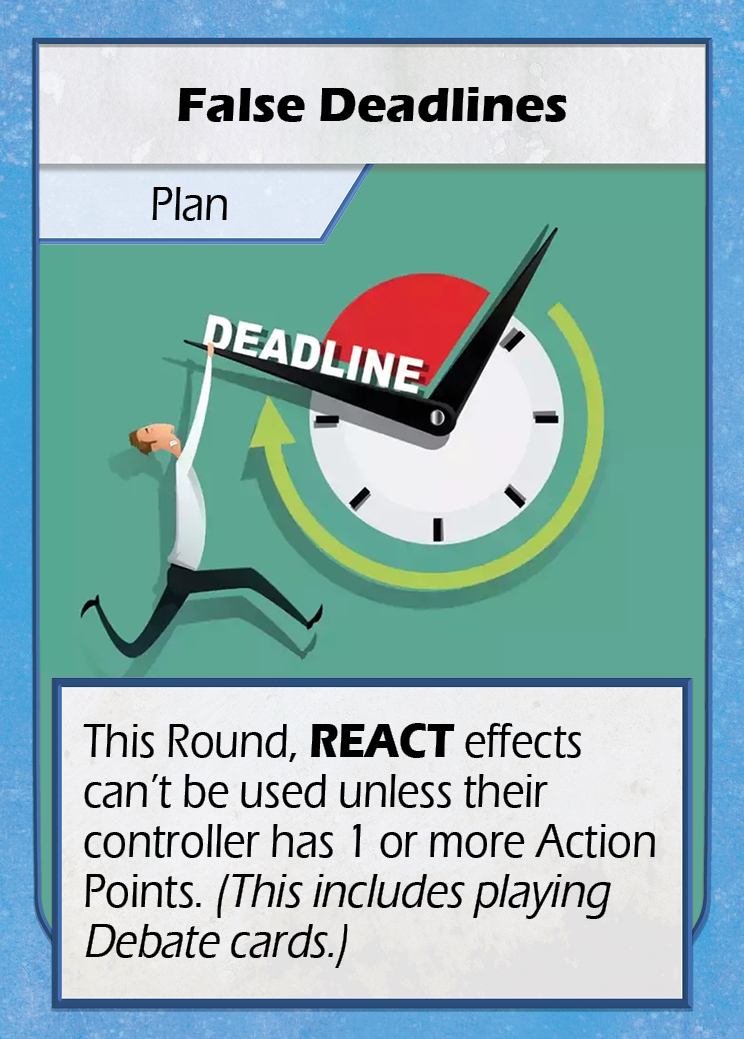 False Deadlines
Plan
DEADLINE
This Round, REACT effects
can't be used unless their
controller has 1 or more Action
Points. (This includes playing
Debate cards.)